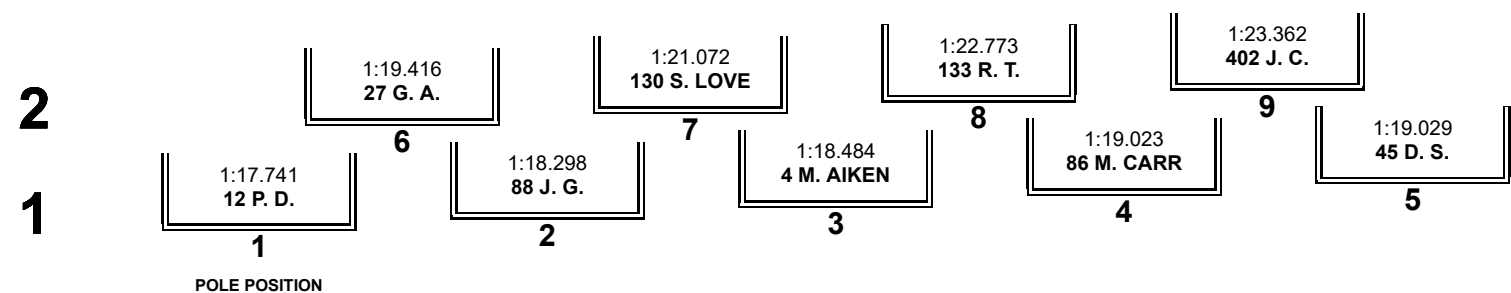 2
1:19.416
27 G. A.
6
1:21.072
130 S. LOVE
7
1:22.773
133 R. T.
8
1:23.362
402 J. C.
9
1
1:17.741
12 P. D.
1
POLE POSITION
1:18.298
88 J. G.
2
1:18.484
4 M. AIKEN
3
1:19.023
86 M. CARR
4
1:19.029
45 D. S.
5